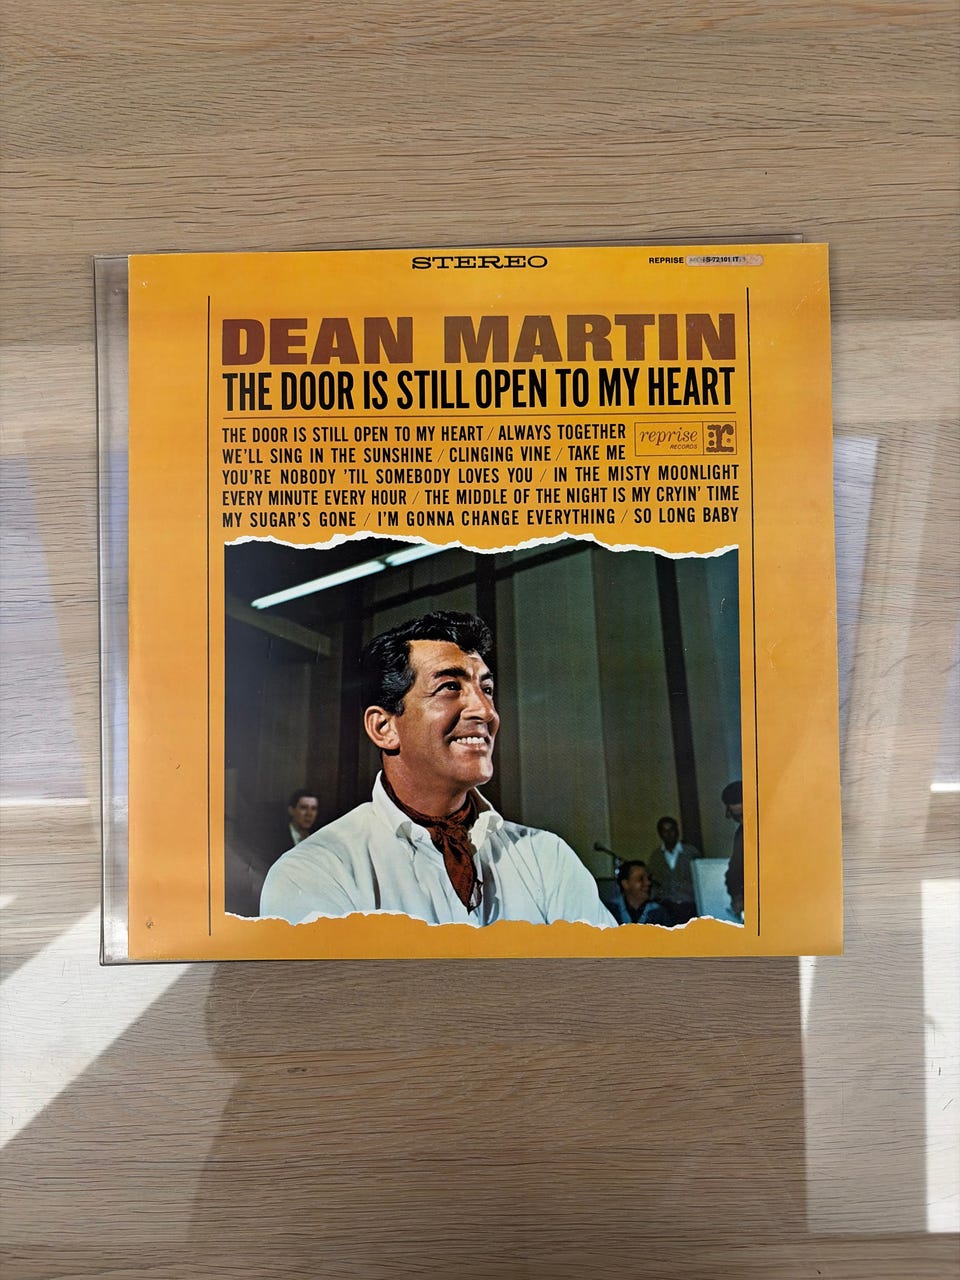 STEREO
REPRISE S-72101 IT
DEAN MARTIN
THE DOOR IS STILL OPEN TO MY HEART
THE DOOR IS STILL OPEN TO MY HEART / ALWAYS TOGETHER
WE'LL SING IN THE SUNSHINE / CLINGING VINE / TAKE ME
reprise
RECORDS
r
YOU'RE NOBODY 'TIL SOMEBODY LOVES YOU / IN THE MISTY MOONLIGHT
EVERY MINUTE EVERY HOUR / THE MIDDLE OF THE NIGHT IS MY CRYIN' TIME
MY SUGAR'S GONE / I'M GONNA CHANGE EVERYTHING / SO LONG BABY